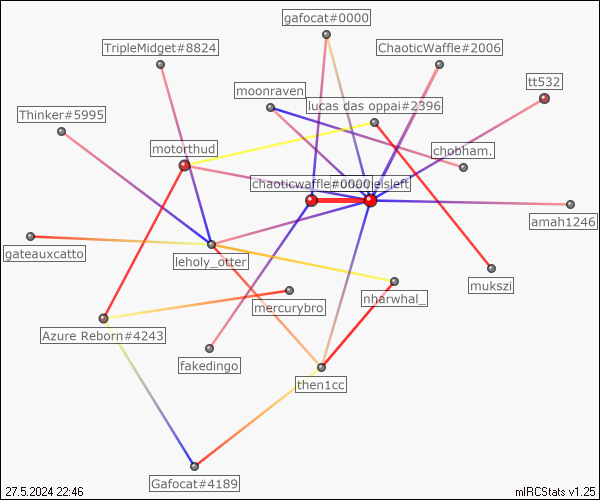 gafocat#0000
TripleMidget#8824
ChaoticWaffle#2006
tt532
moonraven
lucas das oppai#2396
Thinker#5995
motorthud
chobham.
chaoticwaffle#0000
isleft
amah1246
gateauxcatto
leholy_otter
mukszi
nharwhal_
mercurybro
Azure Reborn#4243
fakedingo
then1cc
Gafocat#4189
27.5.2024 22:46
mIRCStats v1.25